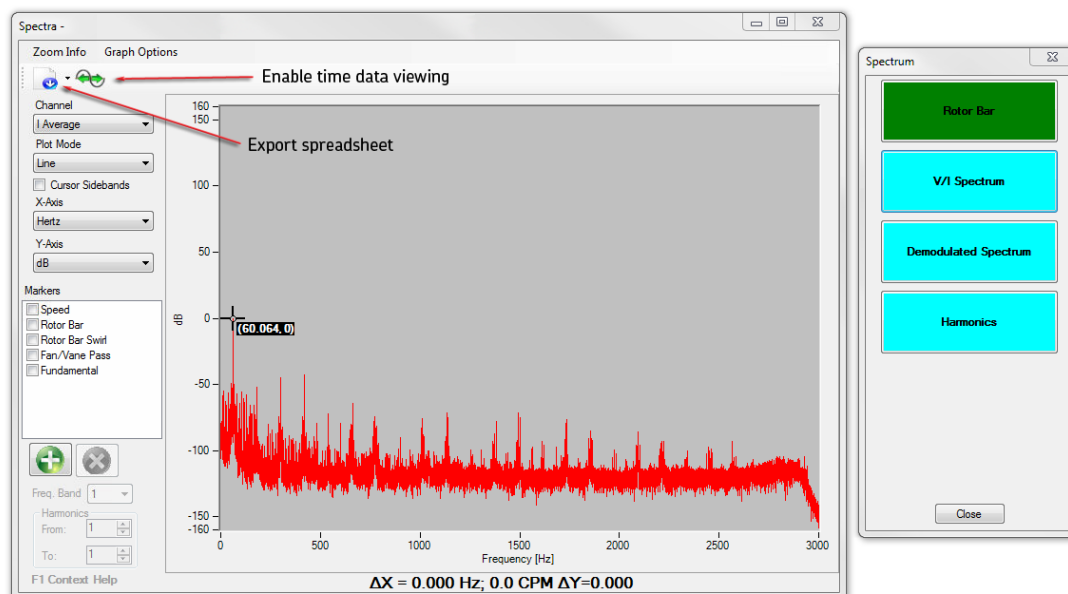 Spectra -
Zoom Info Graph Options
Enable time data viewing
Export spreadsheet
Channel
I Average
Plot Mode
Line
Cursor Sidebands
X-Axis
Hertz
Y-Axis
dB
Markers
Speed
Rotor Bar
Rotor Bar Swirl
Fan/Vane Pass
Fundamental
Freq. Band 1
Harmonics
From: 1
To: 1
F1 Context Help
160
150
100
50
0
-50
-100
-150
-160
dB
(60.064, 0)
0 500 1000 1500 2000 2500 3000
Frequency [Hz]
ΔX = 0.000 Hz; 0.0 CPM ΔY=0.000
Spectrum
Rotor Bar
V/I Spectrum
Demodulated Spectrum
Harmonics
Close